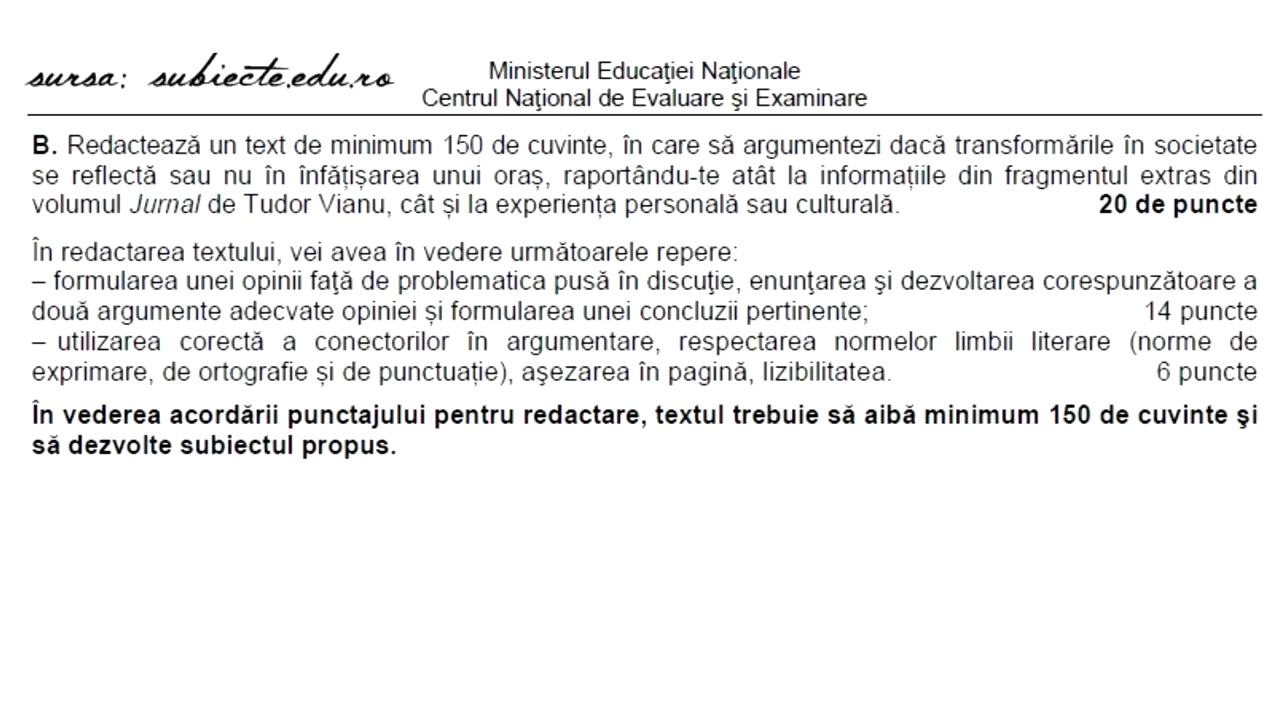 sursa: subiecte.edu.ro
Ministerul Educaţiei Naţionale
Centrul Naţional de Evaluare şi Examinare
B. Redactează un text de minimum 150 de cuvinte, în care să argumentezi dacă transformările în societate
se reflectă sau nu în înfățișarea unui oraș, raportându-te atât la informațiile din fragmentul extras din
volumul Jurnal de Tudor Vianu, cât și la experiența personală sau culturală. 20 de puncte
În redactarea textului, vei avea în vedere următoarele repere:
– formularea unei opinii faţă de problematica pusă în discuţie, enunţarea şi dezvoltarea corespunzătoare a
două argumente adecvate opiniei și formularea unei concluzii pertinente; 14 puncte
– utilizarea corectă a conectorilor în argumentare, respectarea normelor limbii literare (norme de
exprimare, de ortografie și de punctuație), aşezarea în pagină, lizibilitatea. 6 puncte
În vederea acordării punctajului pentru redactare, textul trebuie să aibă minimum 150 de cuvinte şi
să dezvolte subiectul propus.